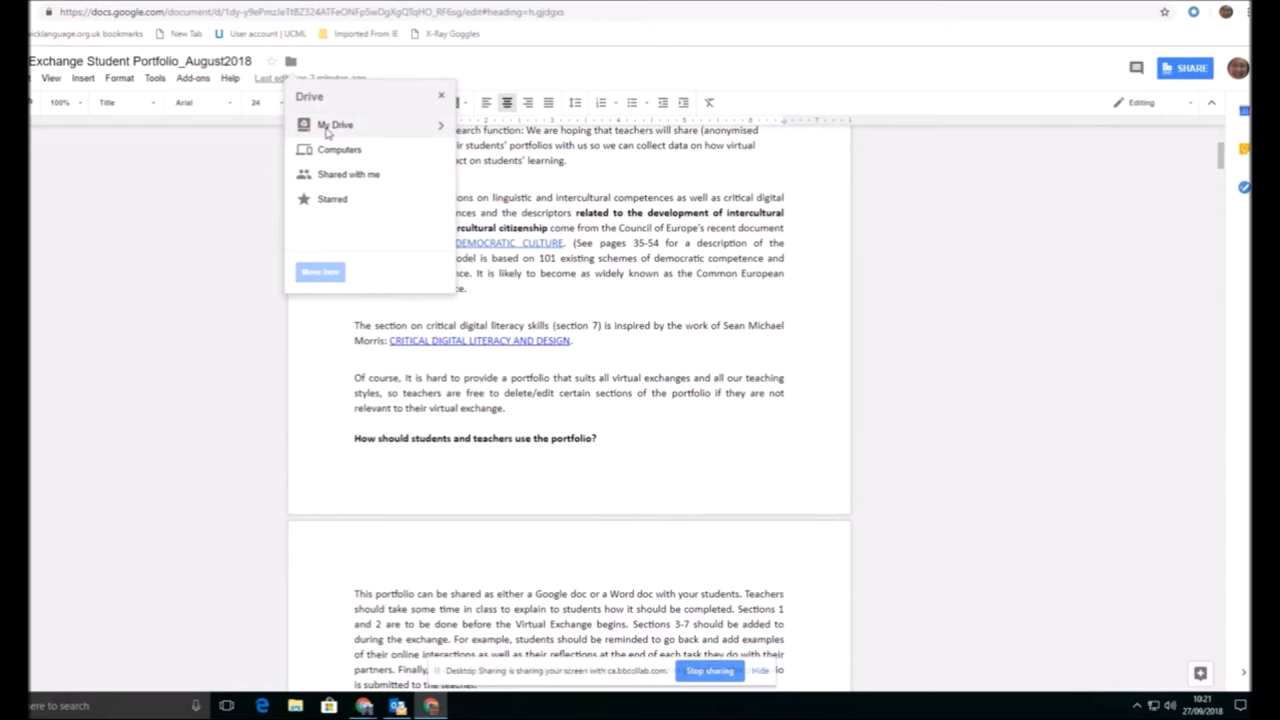 https://docs.google.com/document/d/1dy-y9ePmzJeTtBZ324ATFeONFp5wDgXgQTqHO_RF6sg/edit#heading=h.gjdgxs
icklanguage.org.uk bookmarks New Tab User account | UCML Imported From IE X-Ray Goggles
Exchange Student Portfolio_August2018
SHARE
View Insert Format Tools Add-ons Help Last edit
100% Title Arial 24 Editing
Drive
My Drive
Computers
Shared with me
Starred
Move here
earch function: We are hoping that teachers will share (anonymised
ir students' portfolios with us so we can collect data on how virtual
ct on students' learning.
ons on linguistic and intercultural competences as well as critical digital
nces and the descriptors related to the development of intercultural
rcultural citizenship come from the Council of Europe's recent document
DEMOCRATIC CULTURE. (See pages 35-54 for a description of the
odel is based on 101 existing schemes of democratic competence and
nce. It is likely to become as widely known as the Common European
ce.
The section on critical digital literacy skills (section 7) is inspired by the work of Sean Michael
Morris: CRITICAL DIGITAL LITERACY AND DESIGN.
Of course, it is hard to provide a portfolio that suits all virtual exchanges and all our teaching
styles, so teachers are free to delete/edit certain sections of the portfolio if they are not
relevant to their virtual exchange.
How should students and teachers use the portfolio?
This portfolio can be shared as either a Google doc or a Word doc with your students. Teachers
should take some time in class to explain to students how it should be completed. Sections 1
and 2 are to be done before the Virtual Exchange begins. Sections 3-7 should be added to
during the exchange. For example, students should be reminded to go back and add examples
of their online interactions as well as their reflections at the end of each task they do with their
partners. Finally,
Desktop Sharing is sharing your screen with ca.bbcollab.com. Stop sharing Hide
is submitted to the teacher.
ere to search
10:21
27/09/2018